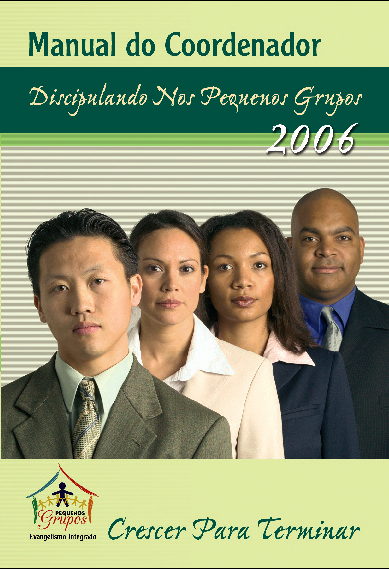 Manual do Coordenador
Discipulando Nos Pequenos Grupos
2006
PEQUENOS
Grupos
Evangelismo Integrado
Crescer Para Terminar